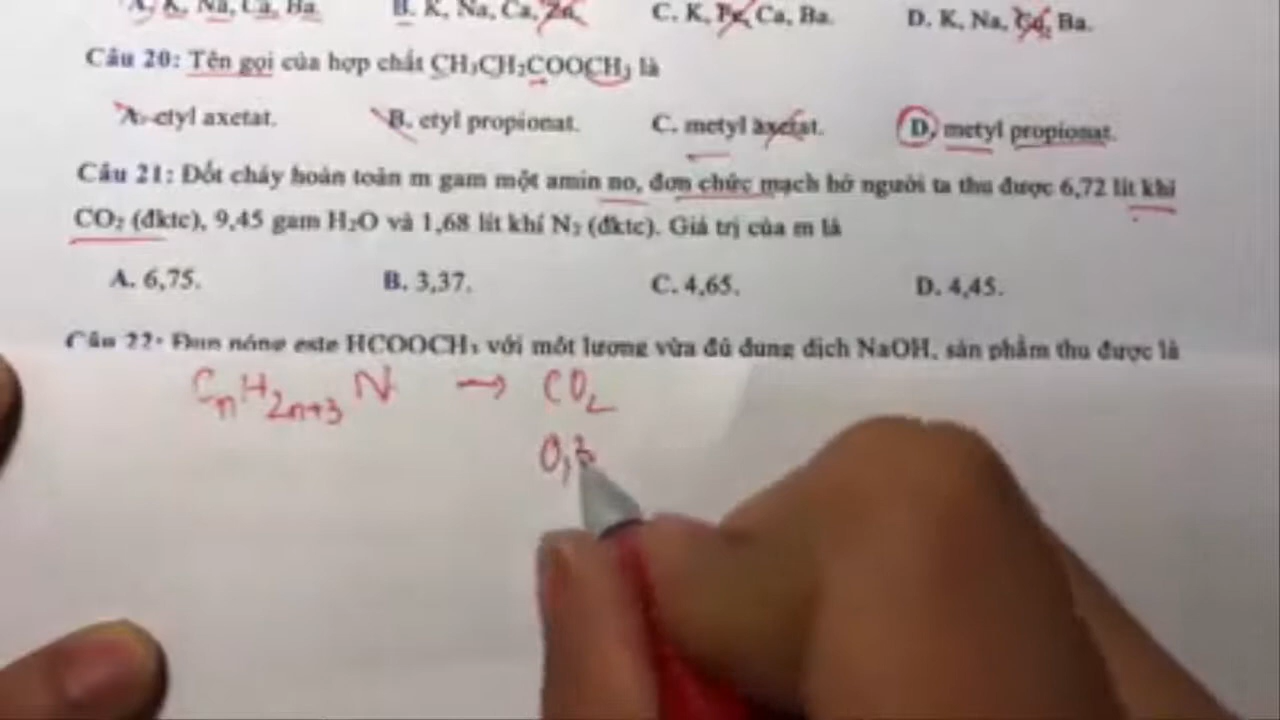 A. K, Na, Ca, Ba. B. K, Na, Ca, Zn. C. K, Fe, Ca, Ba. D. K, Na, Ba.
Câu 20: Tên gọi của hợp chất CH₃CH₂COOCH₃ là
A. etyl axetat. B. etyl propionat. C. metyl axetat. D. metyl propionat.
Câu 21: Đốt cháy hoàn toàn m gam một amin no, đơn chức mạch hở người ta thu được 6,72 lít khí
CO₂ (đktc), 9,45 gam H₂O và 1,68 lít khí N₂ (đktc). Giá trị của m là
A. 6,75. B. 3,37. C. 4,65. D. 4,45.
Câu 22: Đun nóng este HCOOCH₃ với một lượng vừa đủ dung dịch NaOH, sản phẩm thu được là
CₙH₂ₙ₊₃N → CO₂
0,3